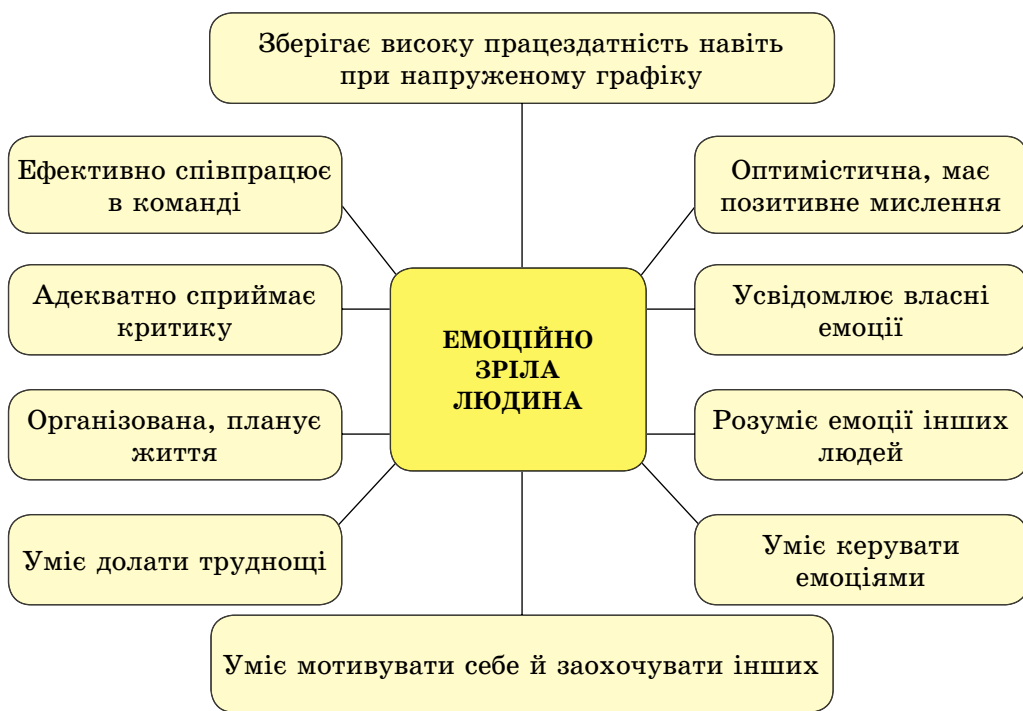 Зберігає високу працездатність навіть
при напруженому графіку
Ефективно співпрацює
в команді
Оптимістична, має
позитивне мислення
Адекватно сприймає
критику
Усвідомлює власні
емоції
ЕМОЦІЙНО
ЗРІЛА
ЛЮДИНА
Організована, планує
життя
Розуміє емоції інших
людей
Уміє долати труднощі
Уміє керувати
емоціями
Уміє мотивувати себе й заохочувати інших